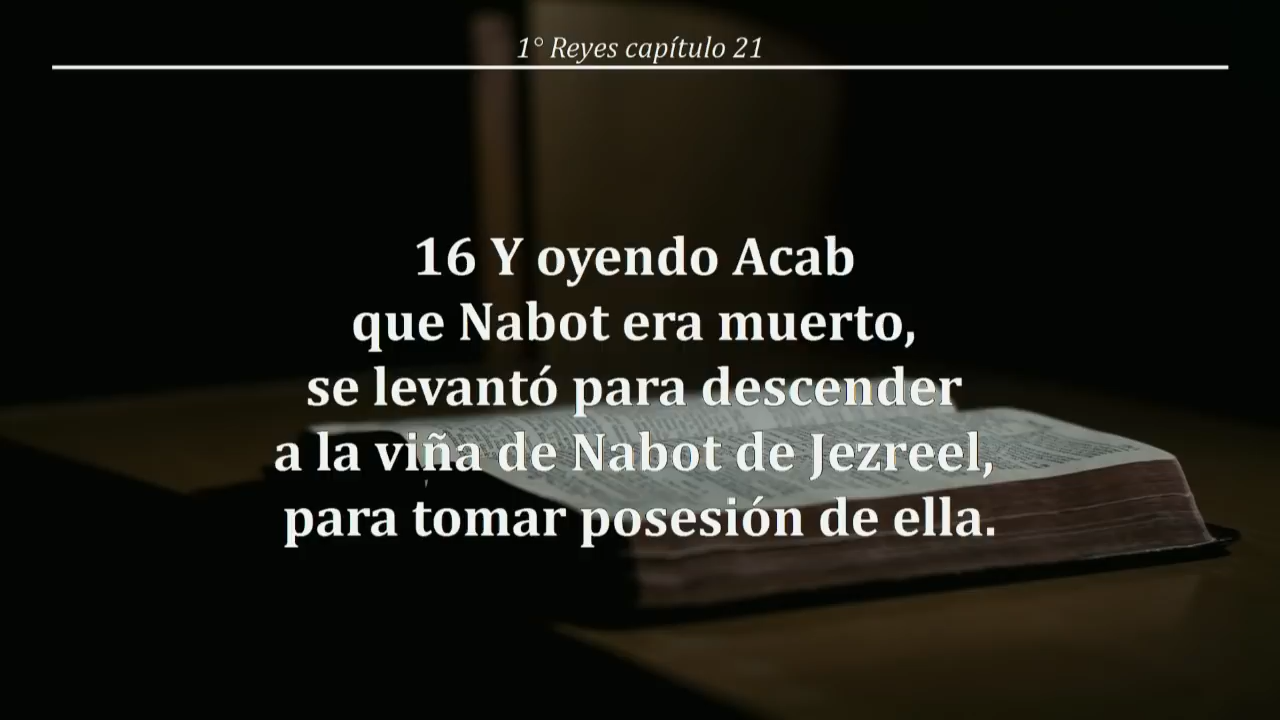 1° Reyes capítulo 21
16 Y oyendo Acab
que Nabot era muerto,
se levantó para descender
a la viña de Nabot de Jezreel,
para tomar posesión de ella.